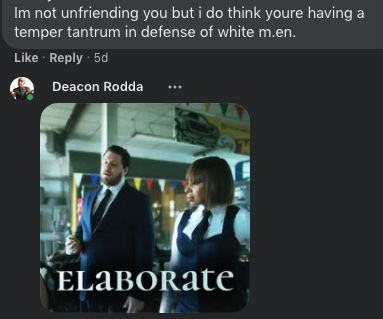 Im not unfriending you but i do think youre having a
temper tantrum in defense of white m.en.
Like · Reply · 5d
Deacon Rodda ...
ELaBORate